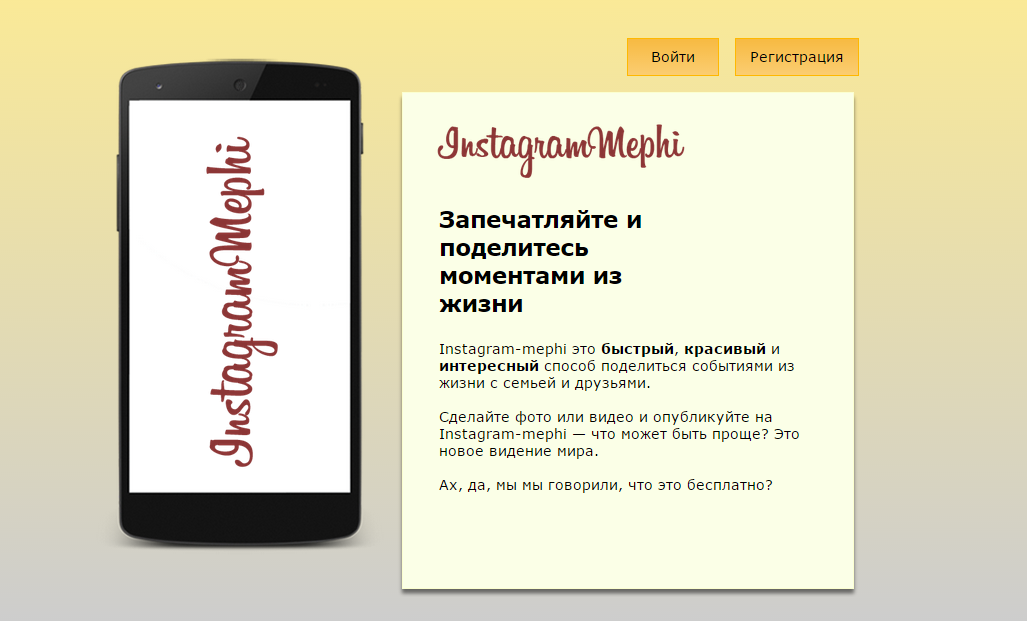 Войти
Регистрация
InstagramMephi
InstagramMephi
Запечатляйте и
поделитесь
моментами из
жизни
Instagram-mephi это быстрый, красивый и
интересный способ поделиться событиями из
жизни с семьей и друзьями.
Сделайте фото или видео и опубликуйте на
Instagram-mephi — что может быть проще? Это
новое видение мира.
Ах, да, мы мы говорили, что это бесплатно?